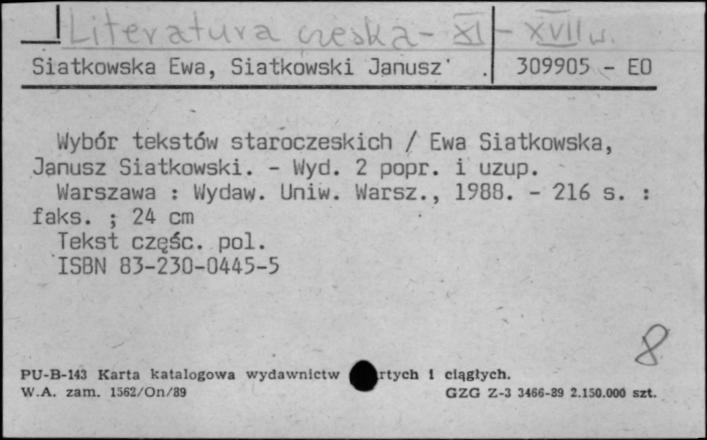 Literatura czeska - XI - XVII w.
Siatkowska Ewa, Siatkowski Janusz 309905 - EO
Wybór tekstów staroczeskich / Ewa Siatkowska,
Janusz Siatkowski. - Wyd. 2 popr. i uzup.
Warszawa : Wydaw. Uniw. Warsz., 1988. - 216 s. :
faks. ; 24 cm
Tekst częśc. pol.
ISBN 83-230-0445-5
8
PU-B-143 Karta katalogowa wydawnictw rtych i ciągłych.
W.A. zam. 1562/On/89 GZG Z-3 3466-89 2.150.000 szt.